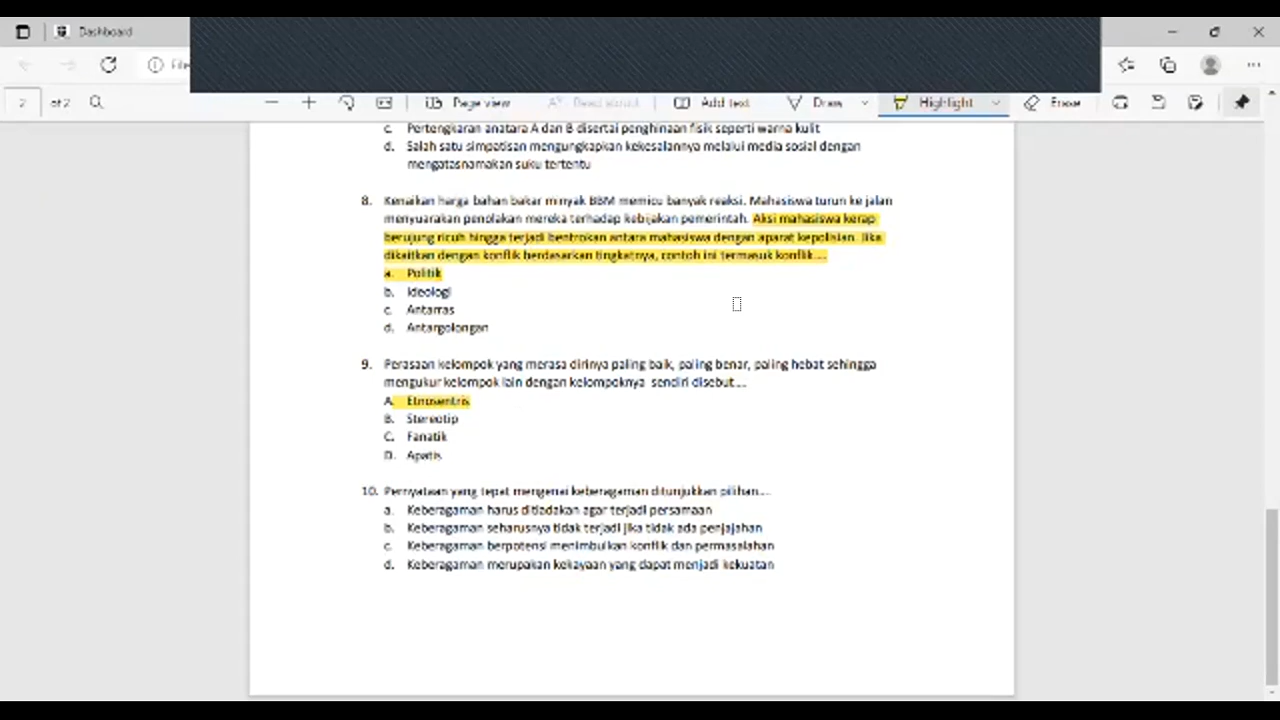 Dashboard
File
2 of 2
Page view
Read aloud
Add text
Draw
Highlight
Erase
c. Pertengkaran anatara A dan B disertai penghinaan fisik seperti warna kulit
d. Salah satu simpatisan mengungkapkan kekesalannya melalui media sosial dengan
mengatasnamakan suku tertentu
8. Kenaikan harga bahan bakar minyak BBM memicu banyak reaksi. Mahasiswa turun ke jalan
menyuarakan penolakan mereka terhadap kebijakan pemerintah. Aksi mahasiswa kerap
berujung ricuh hingga terjadi bentrokan antara mahasiswa dengan aparat kepolisian. Jika
dikaitkan dengan konflik berdasarkan tingkatnya, contoh ini termasuk konflik....
a. Politik
b. Ideologi
c. Antarras
d. Antargolongan
9. Perasaan kelompok yang merasa dirinya paling baik, paling benar, paling hebat sehingga
mengukur kelompok lain dengan kelompoknya sendiri disebut....
A. Etnosentris
B. Stereotip
C. Fanatik
D. Apatis
10. Pernyataan yang tepat mengenai keberagaman ditunjukkan pilihan....
a. Keberagaman harus ditiadakan agar terjadi persamaan
b. Keberagaman seharusnya tidak terjadi jika tidak ada penjajahan
c. Keberagaman berpotensi menimbulkan konflik dan permasalahan
d. Keberagaman merupakan kekayaan yang dapat menjadi kekuatan